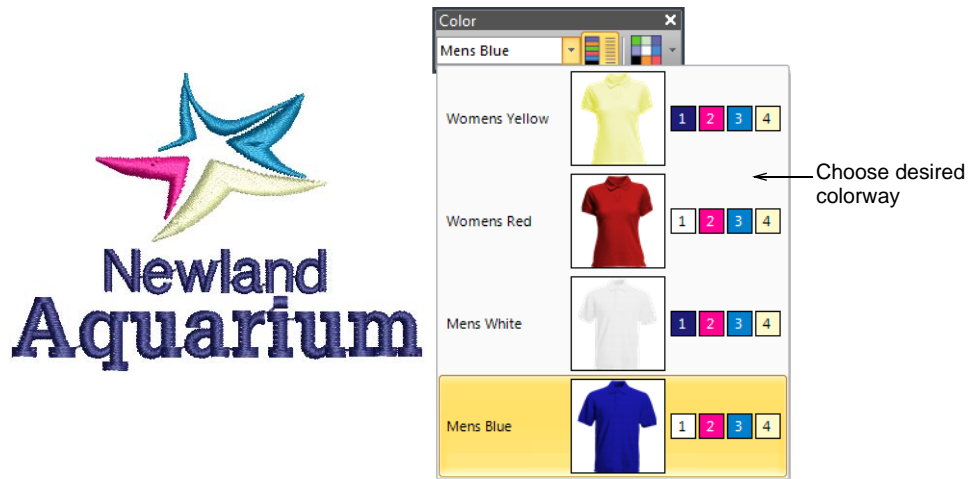 Newland
Aquarium
Color
Mens Blue
Womens Yellow
1 2 3 4
Womens Red
1 2 3 4
Mens White
1 2 3 4
Mens Blue
1 2 3 4
Choose desired
colorway